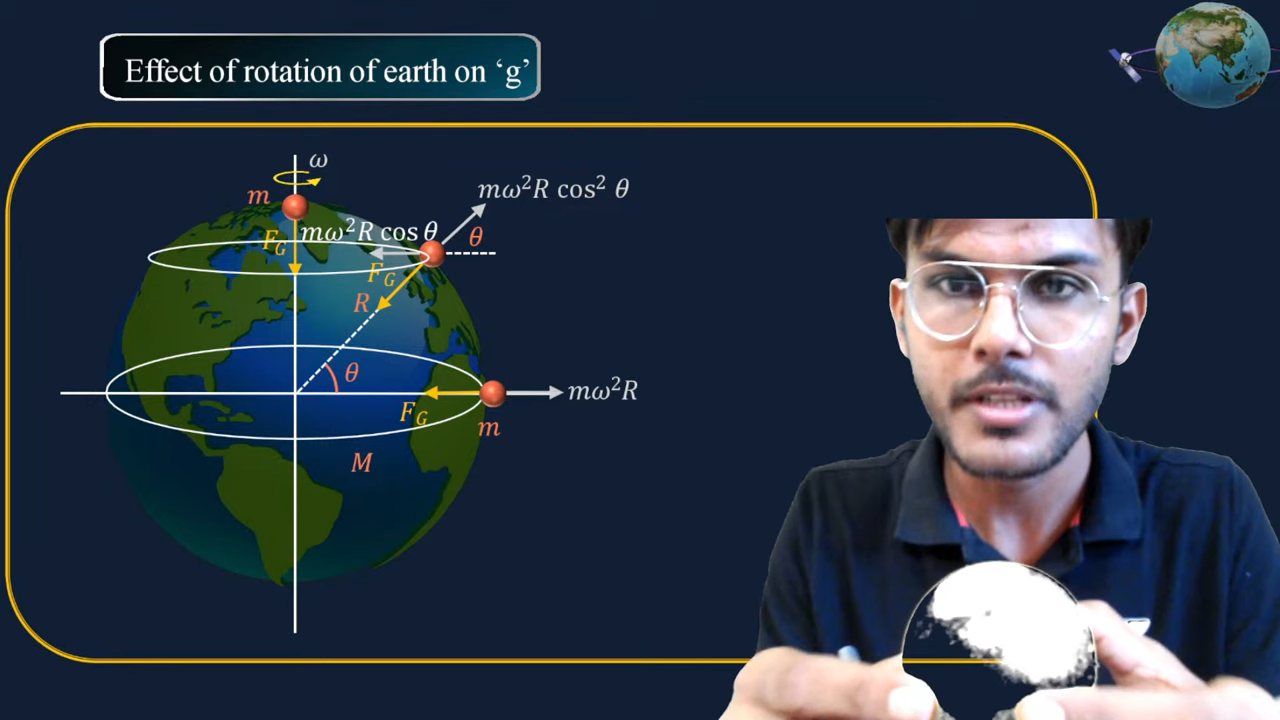 Effect of rotation of earth on ‘g’
ω
m
mω²R cos² θ
mω²R cos θ
θ
F_G
F_G
R
θ
mω²R
F_G
m
M